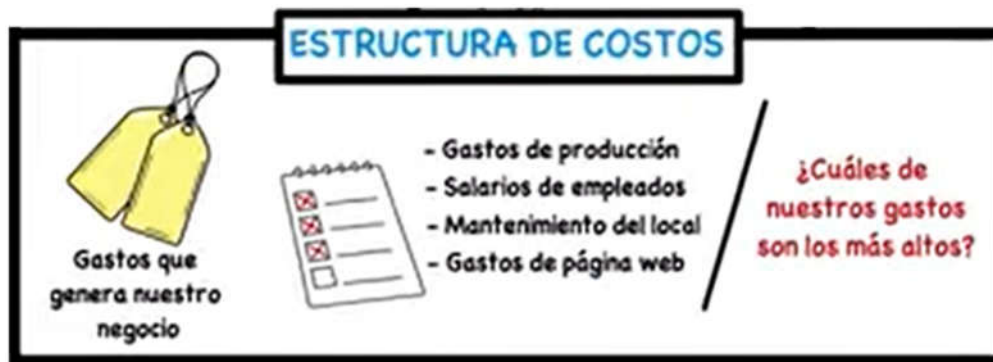 ESTRUCTURA DE COSTOS
Gastos que
genera nuestro
negocio
- Gastos de producción
- Salarios de empleados
- Mantenimiento del local
- Gastos de página web
¿Cuáles de
nuestros gastos
son los más altos?